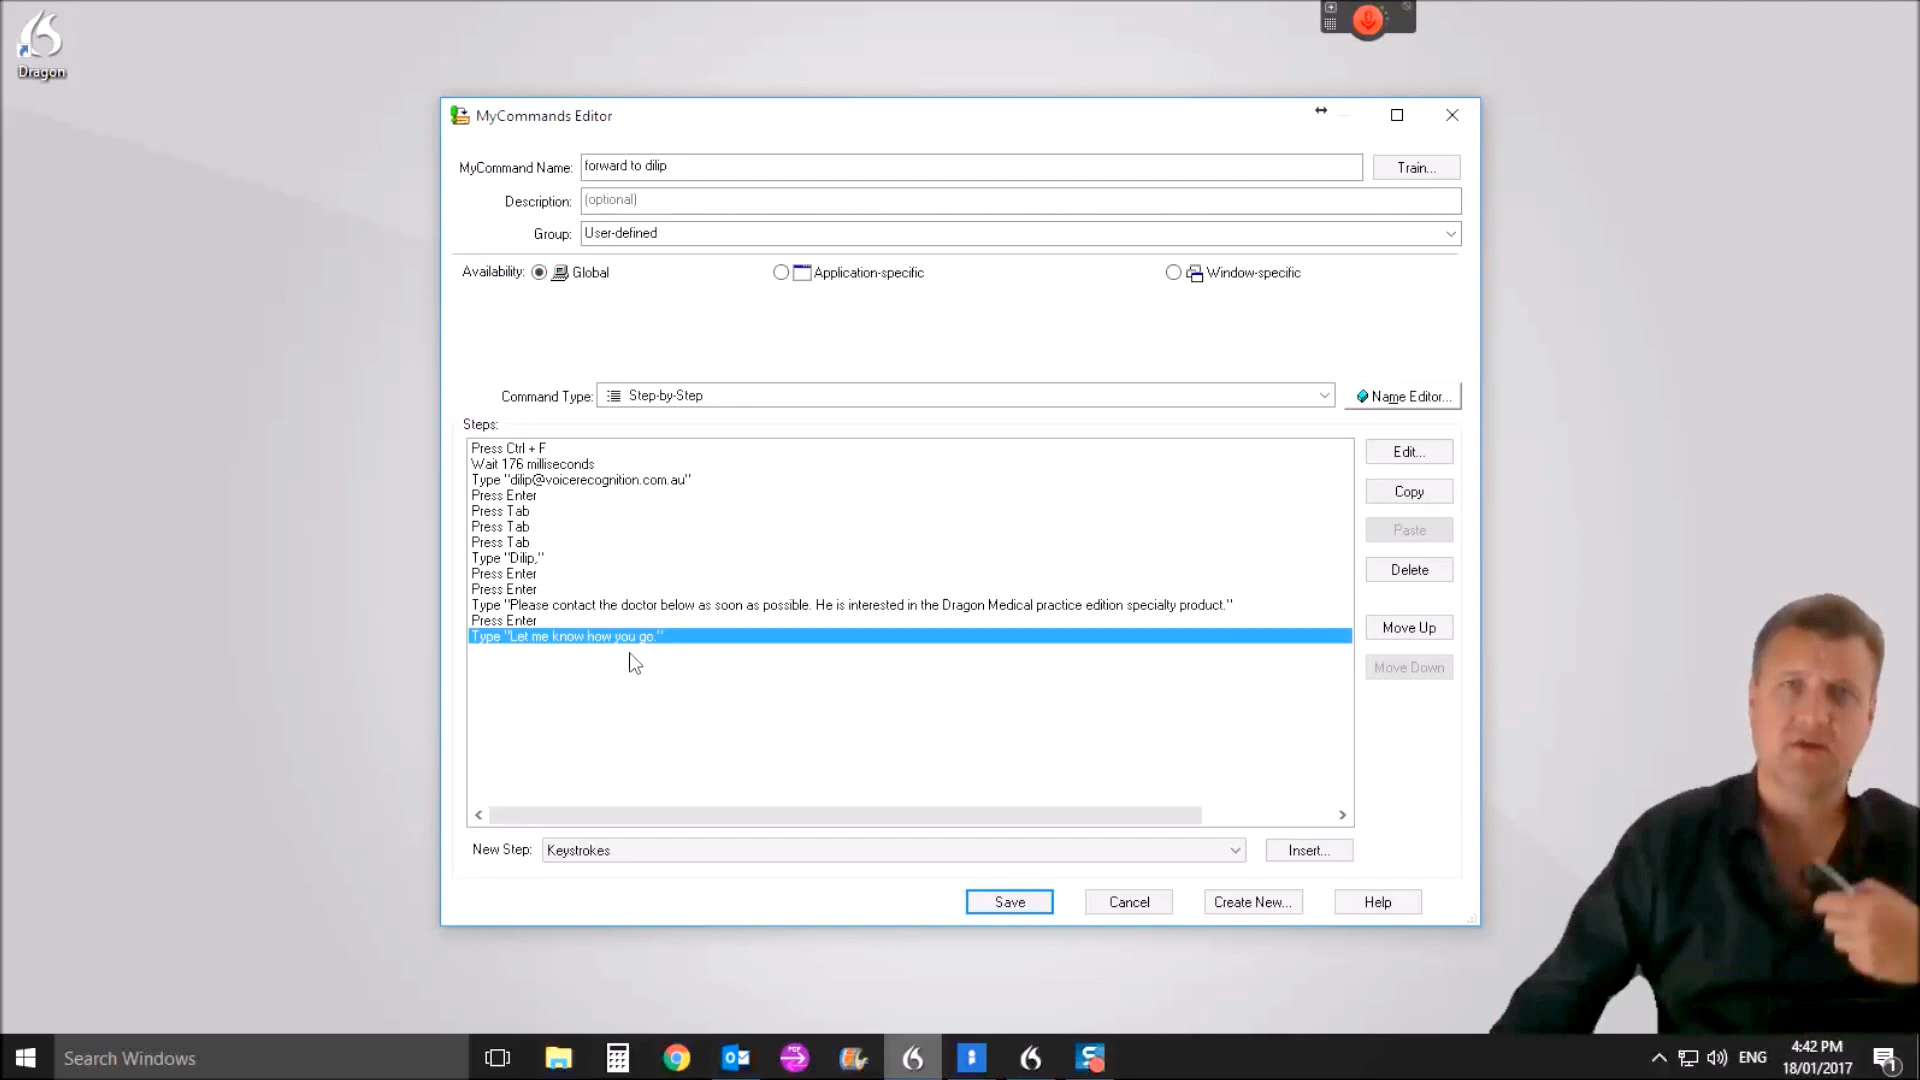 Dragon
MyCommands Editor
MyCommand Name: forward to dilip Train...
Description: (optional)
Group: User-defined
Availability: Global Application-specific Window-specific
Command Type: Step-by-Step Name Editor...
Steps:
Press Ctrl + F
Wait 176 milliseconds
Type "dilip@voicerecognition.com.au"
Press Enter
Press Tab
Press Tab
Press Tab
Type "Dilip,"
Press Enter
Press Enter
Type "Please contact the doctor below as soon as possible. He is interested in the Dragon Medical practice edition specialty product."
Press Enter
Type "Let me know how you go."
Edit...
Copy
Paste
Delete
Move Up
Move Down
New Step: Keystrokes Insert...
Save Cancel Create New... Help
Search Windows
ENG
4:42 PM
18/01/2017
1